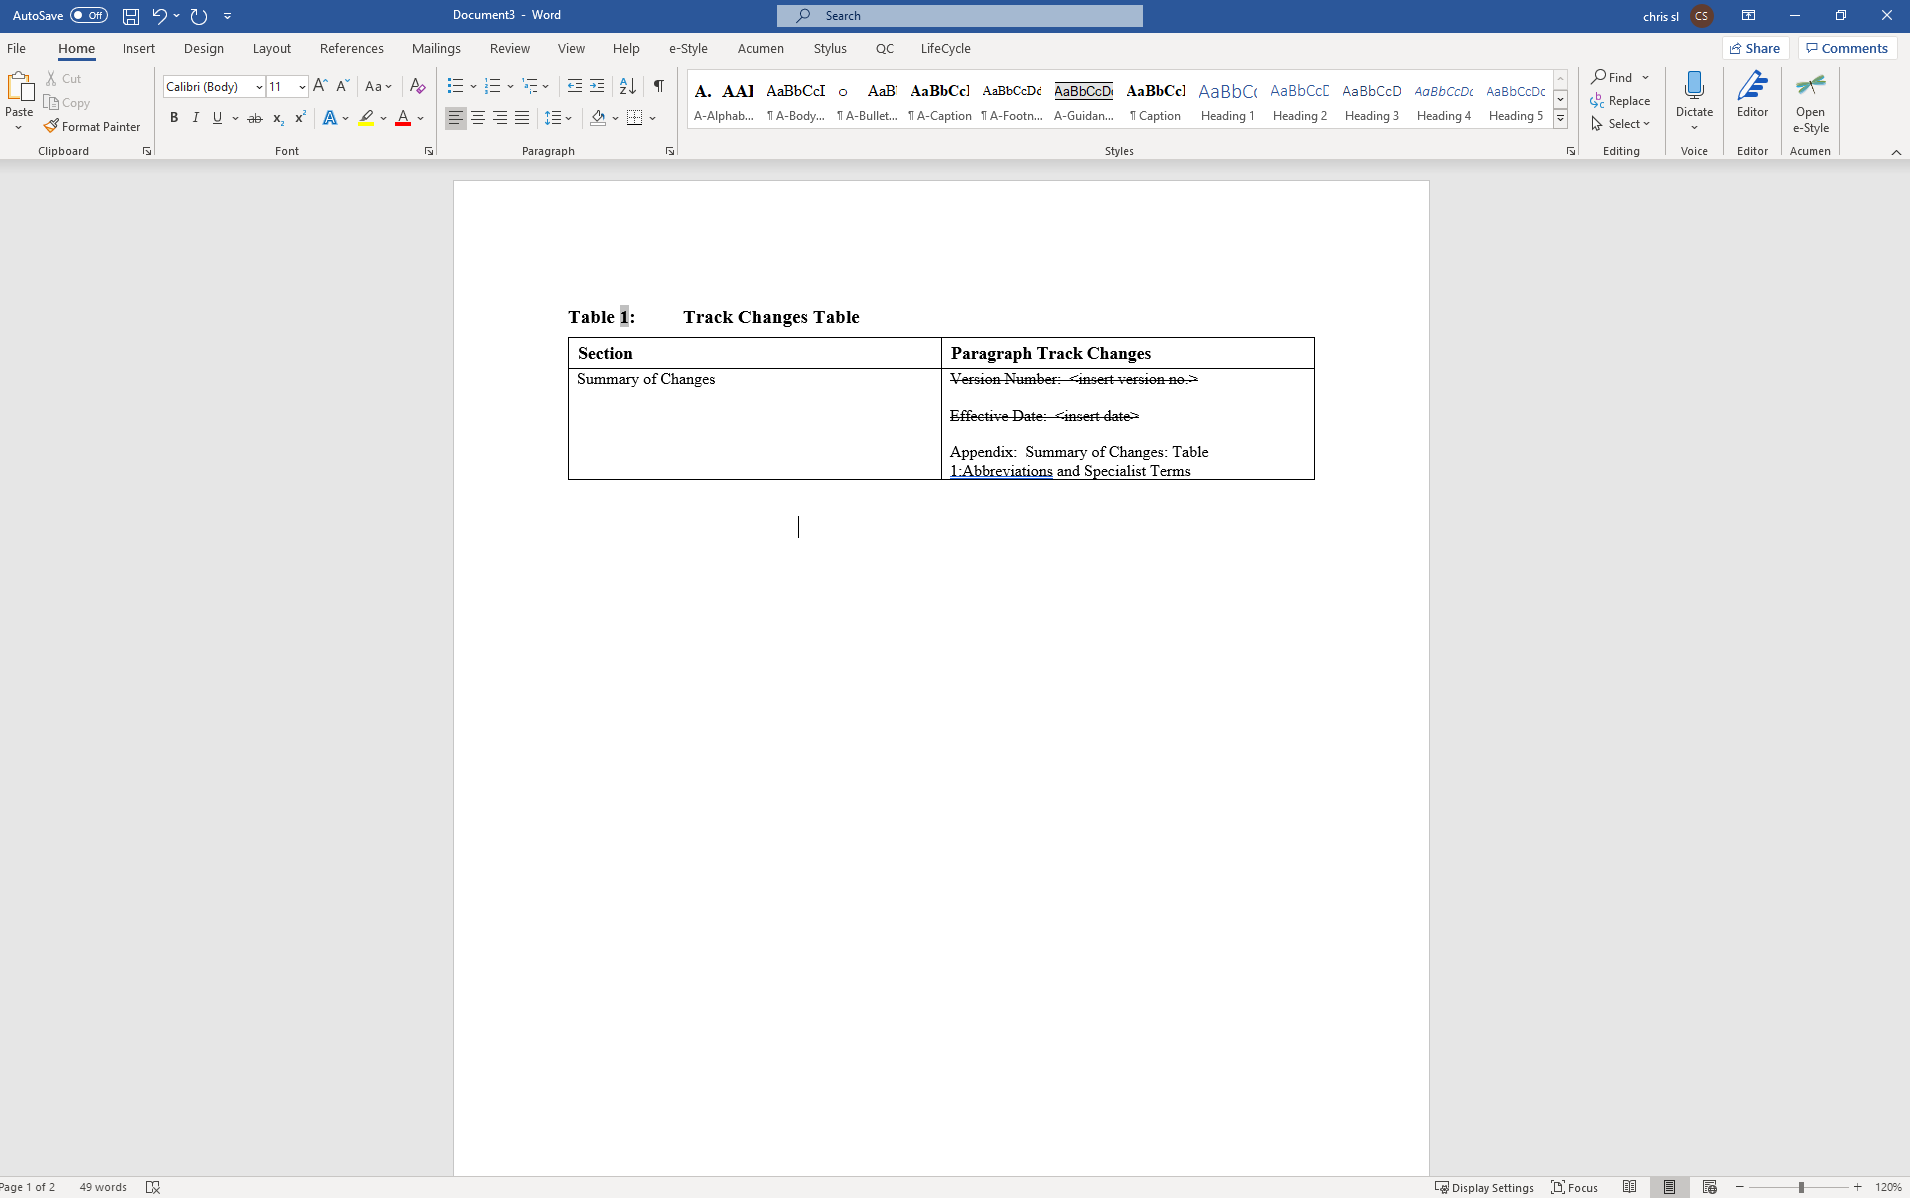 AutoSave Off Document3 - Word Search chris sl CS
File Home Insert Design Layout References Mailings Review View Help e-Style Acumen Stylus QC LifeCycle Share Comments
Paste
Cut
Copy
Format Painter
Clipboard
Calibri (Body) 11
Font
Paragraph
A. AAI AaBbCcI o AaBl AaBbCcI AaBbCcDd AaBbCcDc AaBbCcI AaBbCc AaBbCcE AaBbCcD AaBbCcDc AaBbCcDc
A-Alphab... ¶ A-Body... ¶ A-Bullet... ¶ A-Caption ¶ A-Footn... A-Guidan... ¶ Caption Heading 1 Heading 2 Heading 3 Heading 4 Heading 5
Styles
Find
Replace
Select
Editing
Dictate
Voice
Editor
Editor
Open
e-Style
Acumen
Table 1: Track Changes Table
Section Paragraph Track Changes
Summary of Changes Version Number: <insert version no.>
Effective Date: <insert date>
Appendix: Summary of Changes: Table
1:Abbreviations and Specialist Terms
Page 1 of 2 49 words Display Settings Focus 120%